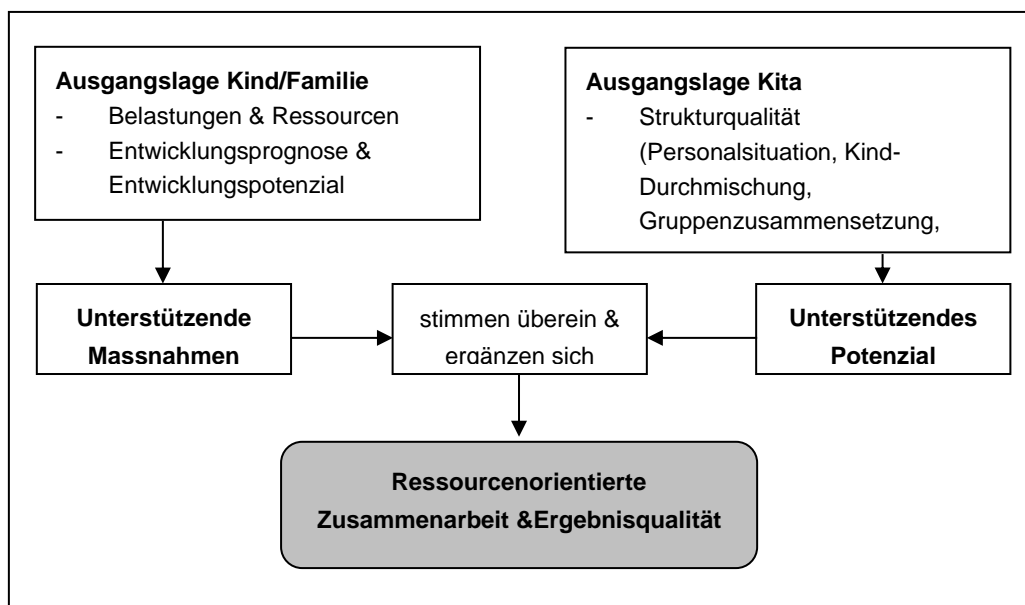 Ausgangslage Kind/Familie
- Belastungen & Ressourcen
- Entwicklungsprognose &
Entwicklungspotenzial
Ausgangslage Kita
- Strukturqualität
(Personalsituation, Kind-
Durchmischung,
Gruppenzusammensetzung,
Unterstützende
Massnahmen
stimmen überein &
ergänzen sich
Unterstützendes
Potenzial
Ressourcenorientierte
Zusammenarbeit &Ergebnisqualität